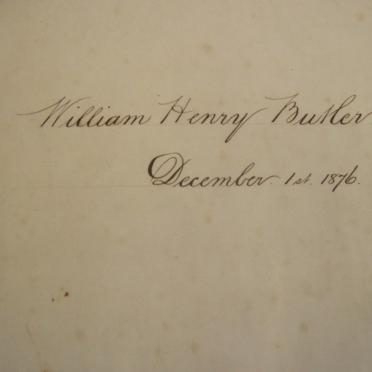 William Henry Butler
December 1st. 1876.